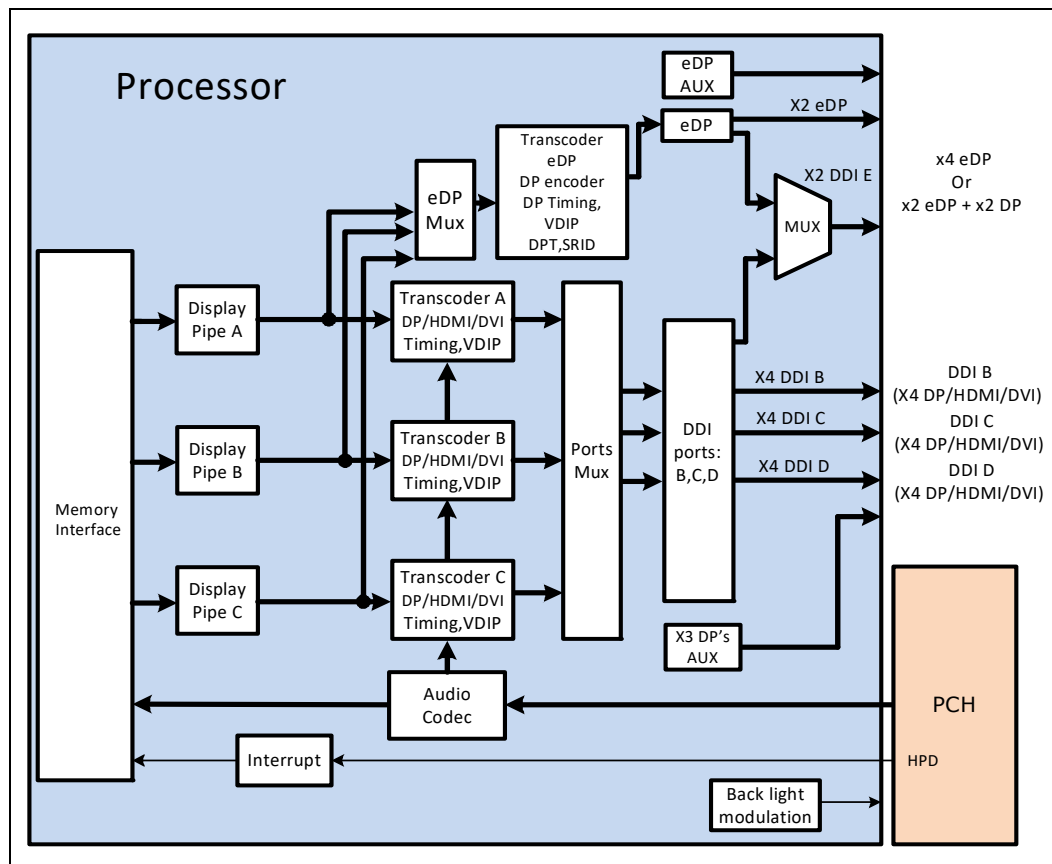 Processor
eDP
AUX
X2 eDP
eDP
Transcoder
eDP
DP encoder
DP Timing,
VDIP
DPT,SRID
eDP
Mux
X2 DDI E
MUX
x4 eDP
Or
x2 eDP + x2 DP
Memory
Interface
Display
Pipe A
Transcoder A
DP/HDMI/DVI
Timing,VDIP
Display
Pipe B
Transcoder B
DP/HDMI/DVI
Timing,VDIP
Display
Pipe C
Transcoder C
DP/HDMI/DVI
Timing,VDIP
Ports
Mux
DDI
ports:
B,C,D
X4 DDI B
X4 DDI C
X4 DDI D
DDI B
(X4 DP/HDMI/DVI)
DDI C
(X4 DP/HDMI/DVI)
DDI D
(X4 DP/HDMI/DVI)
X3 DP’s
AUX
Audio
Codec
PCH
Interrupt
HPD
Back light
modulation